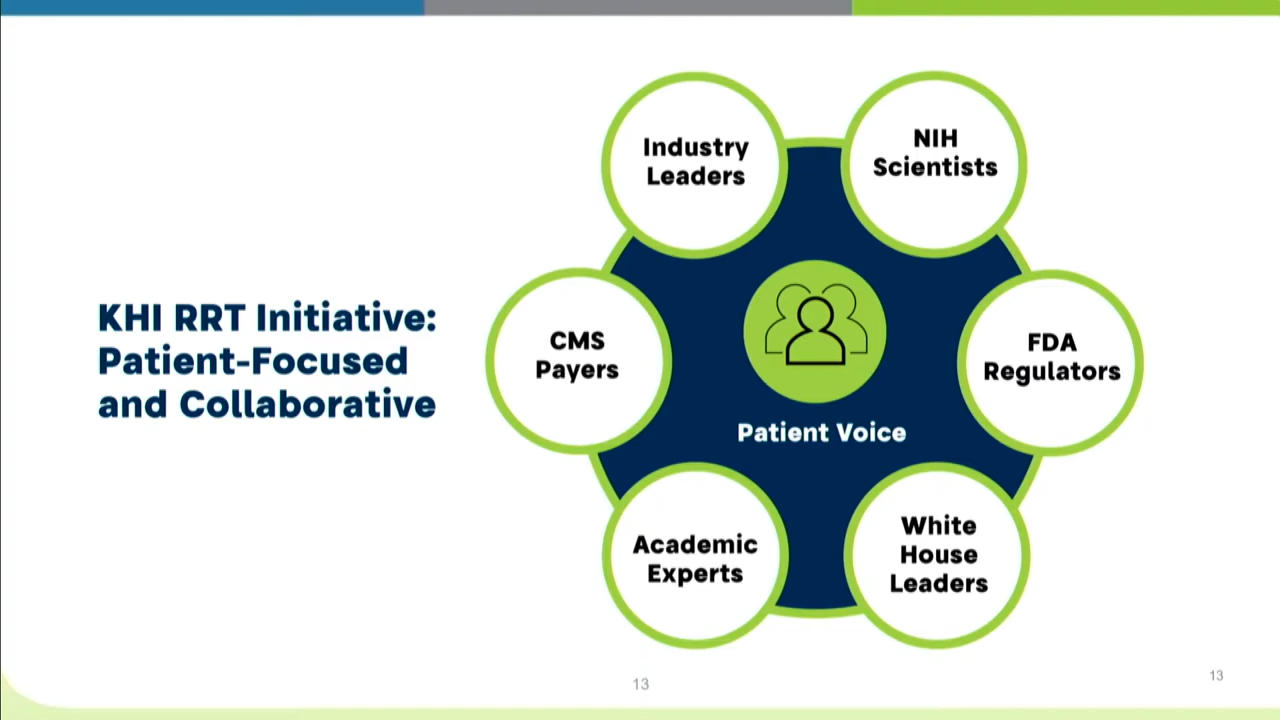 KHI RRT Initiative:
Patient-Focused
and Collaborative
Industry
Leaders
NIH
Scientists
CMS
Payers
FDA
Regulators
Patient Voice
Academic
Experts
White
House
Leaders
13
13